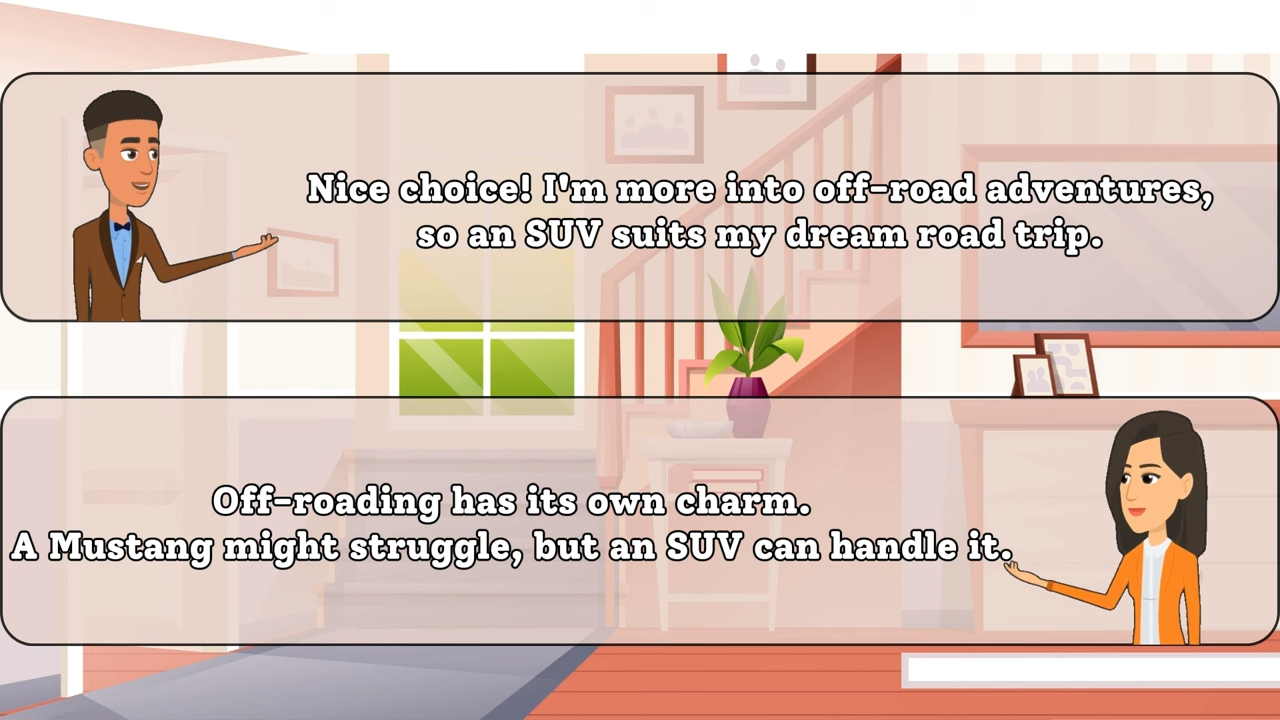 Nice choice! I'm more into off-road adventures,
so an SUV suits my dream road trip.
Off-roading has its own charm.
A Mustang might struggle, but an SUV can handle it.